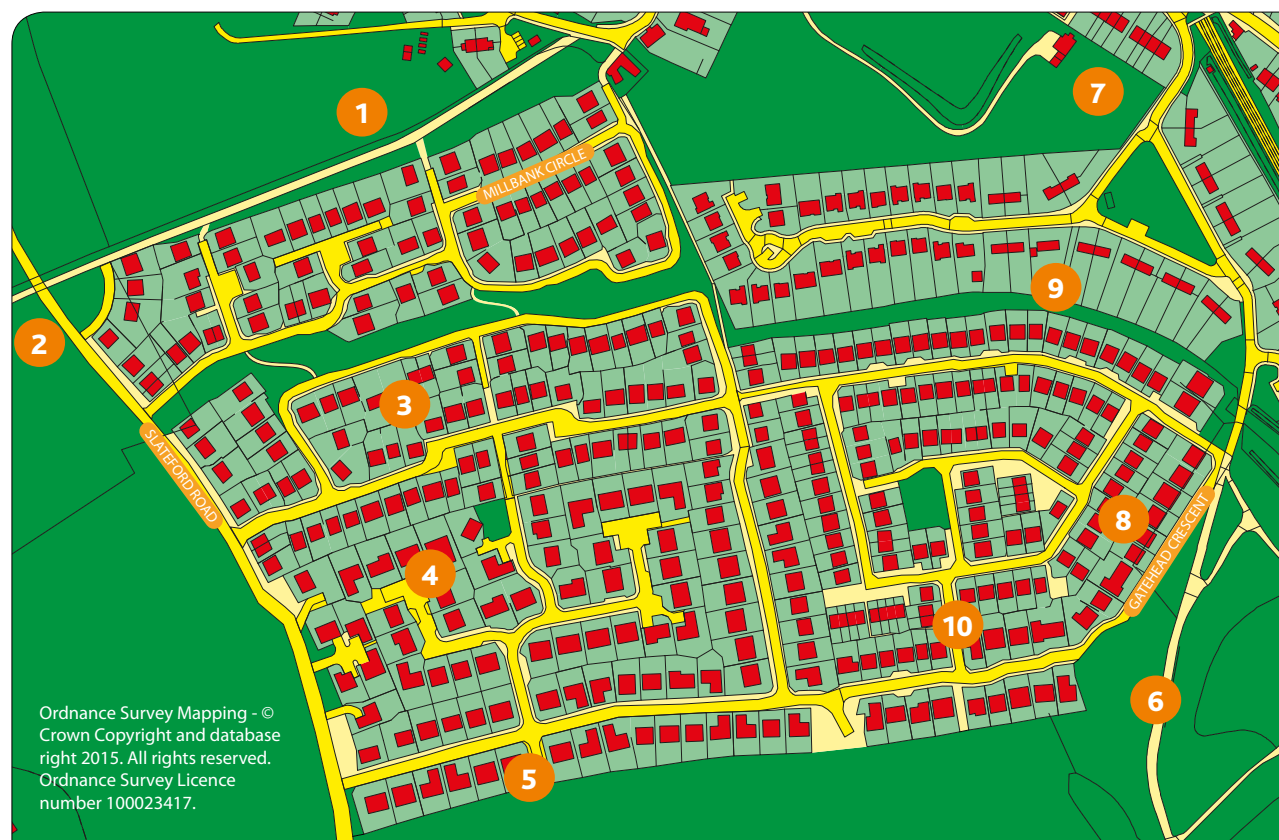 1
7
MILLBANK CIRCLE
9
2
3
SLATEFORD ROAD
8
GATEHEAD CRESCENT
4
10
6
5
Ordnance Survey Mapping - ©
Crown Copyright and database
right 2015. All rights reserved.
Ordnance Survey Licence
number 100023417.